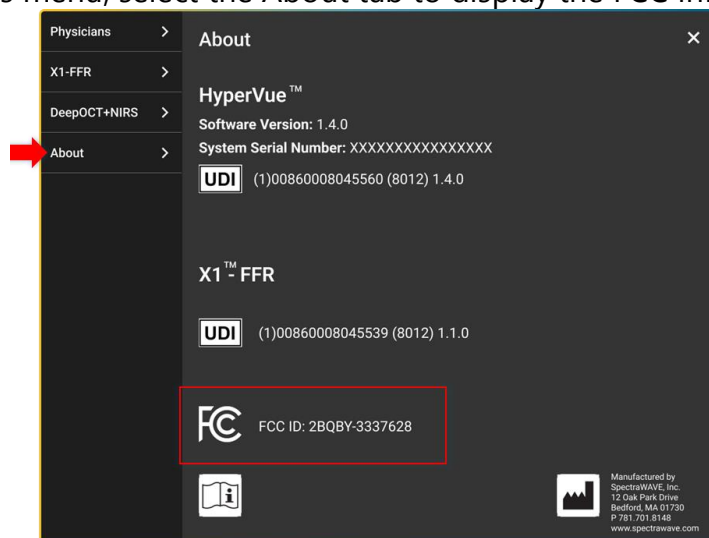 s menu, select the About tab to display the FCC
Physicians >
X1-FFR >
DeepOCT+NIRS >
About >
About ×
HyperVue™
Software Version: 1.4.0
System Serial Number: XXXXXXXXXXXXXXXX
UDI (1)00860008045560 (8012) 1.4.0
X1™- FFR
UDI (1)00860008045539 (8012) 1.1.0
FC FCC ID: 2BQBY-3337628
i
Manufactured by
SpectraWAVE, Inc.
12 Oak Park Drive
Bedford, MA 01730
P 781.701.8148
www.spectrawave.com